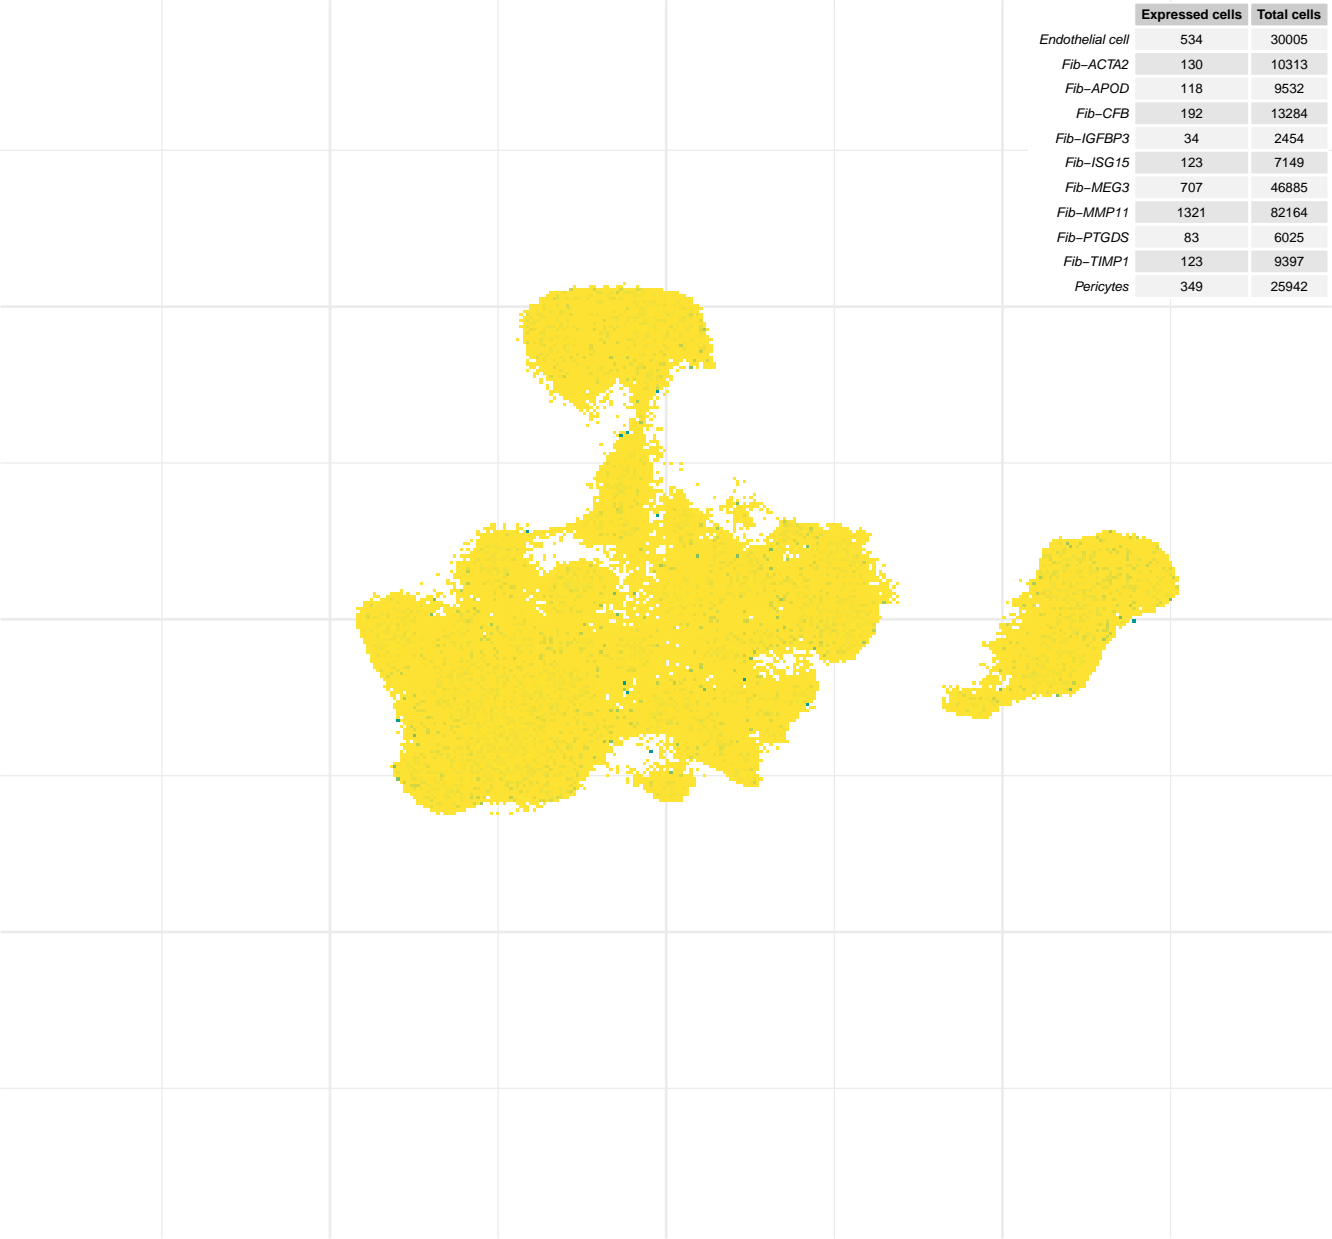 Expressed cells Total cells
Endothelial cell 534 30005
Fib−ACTA2 130 10313
Fib−APOD 118 9532
Fib−CFB 192 13284
Fib−IGFBP3 34 2454
Fib−ISG15 123 7149
Fib−MEG3 707 46885
Fib−MMP11 1321 82164
Fib−PTGDS 83 6025
Fib−TIMP1 123 9397
Pericytes 349 25942